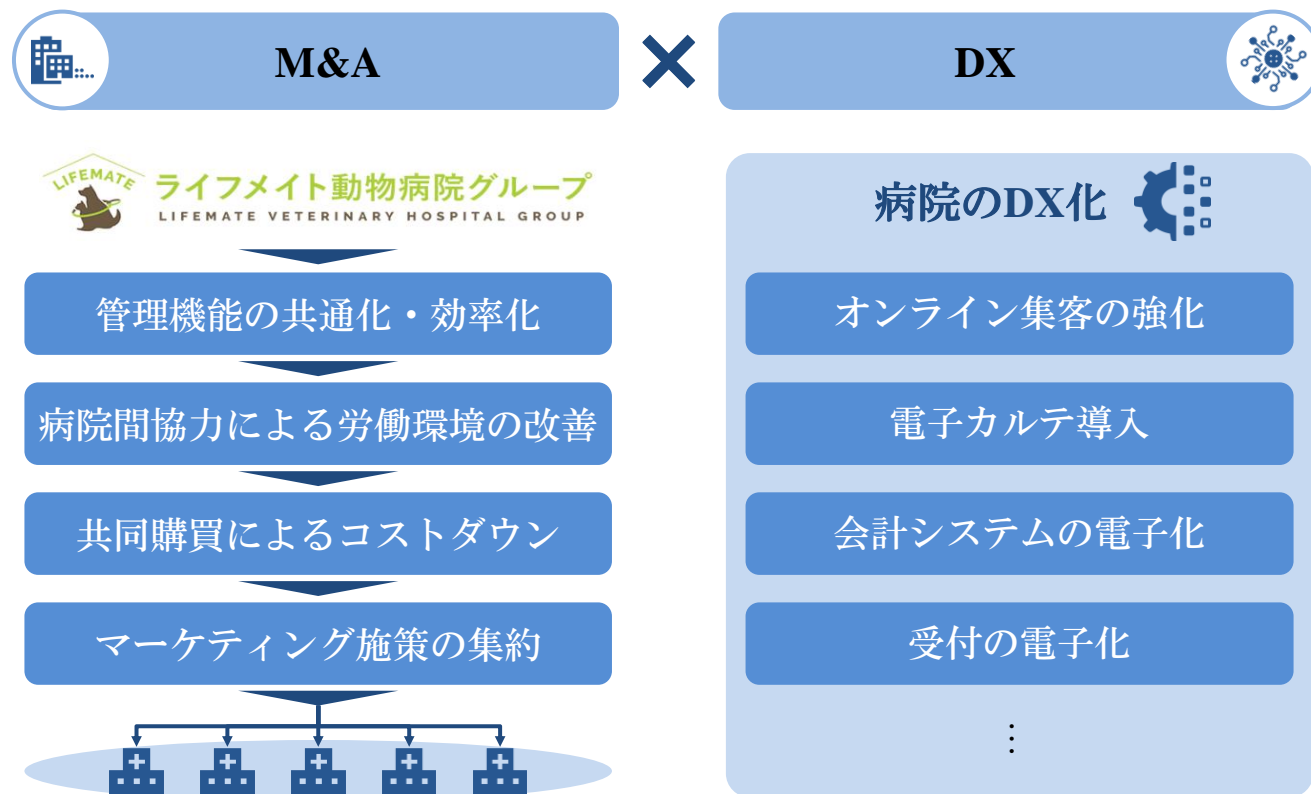 M&A
DX
LIFEMATE
ライフメイト動物病院グループ
LIFEMATE VETERINARY HOSPITAL GROUP
管理機能の共通化・効率化
病院間協力による労働環境の改善
共同購買によるコストダウン
マーケティング施策の集約
病院のDX化
オンライン集客の強化
電子カルテ導入
会計システムの電子化
受付の電子化
⋮